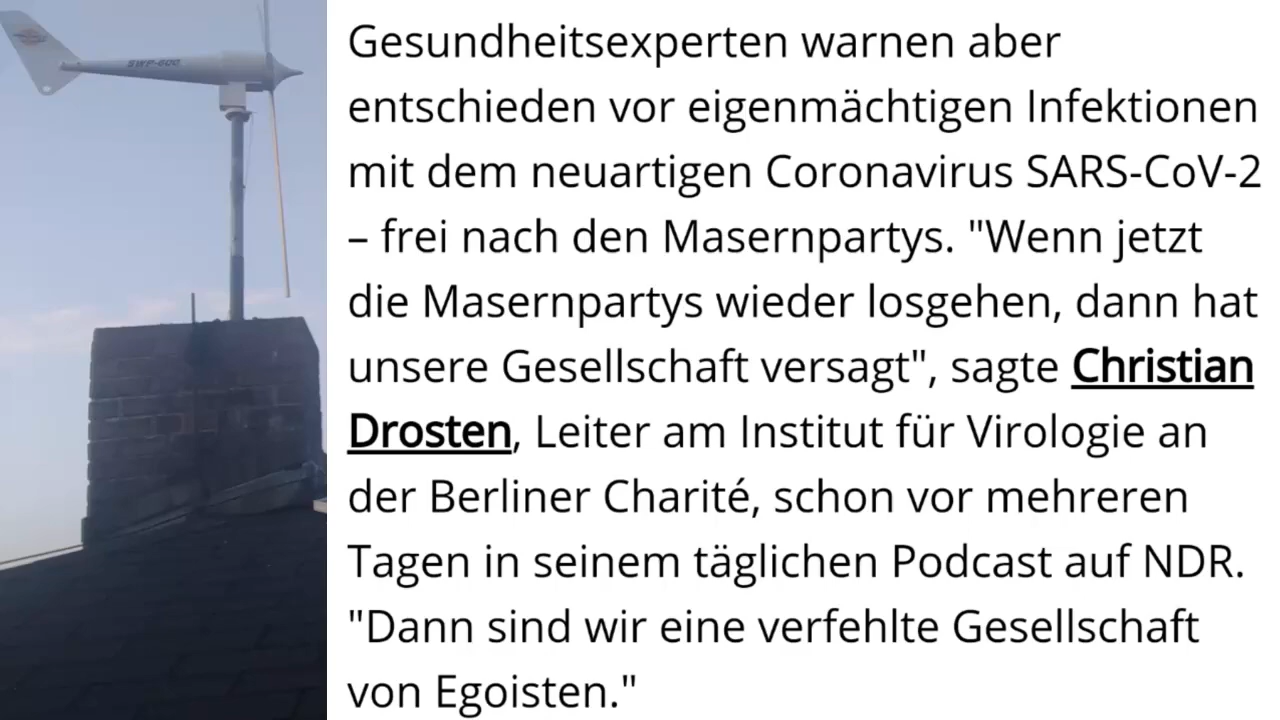 SWP-600
Gesundheitsexperten warnen aber
entschieden vor eigenmächtigen Infektionen
mit dem neuartigen Coronavirus SARS-CoV-2
– frei nach den Masernpartys. "Wenn jetzt
die Masernpartys wieder losgehen, dann hat
unsere Gesellschaft versagt", sagte Christian
Drosten, Leiter am Institut für Virologie an
der Berliner Charité, schon vor mehreren
Tagen in seinem täglichen Podcast auf NDR.
"Dann sind wir eine verfehlte Gesellschaft
von Egoisten."